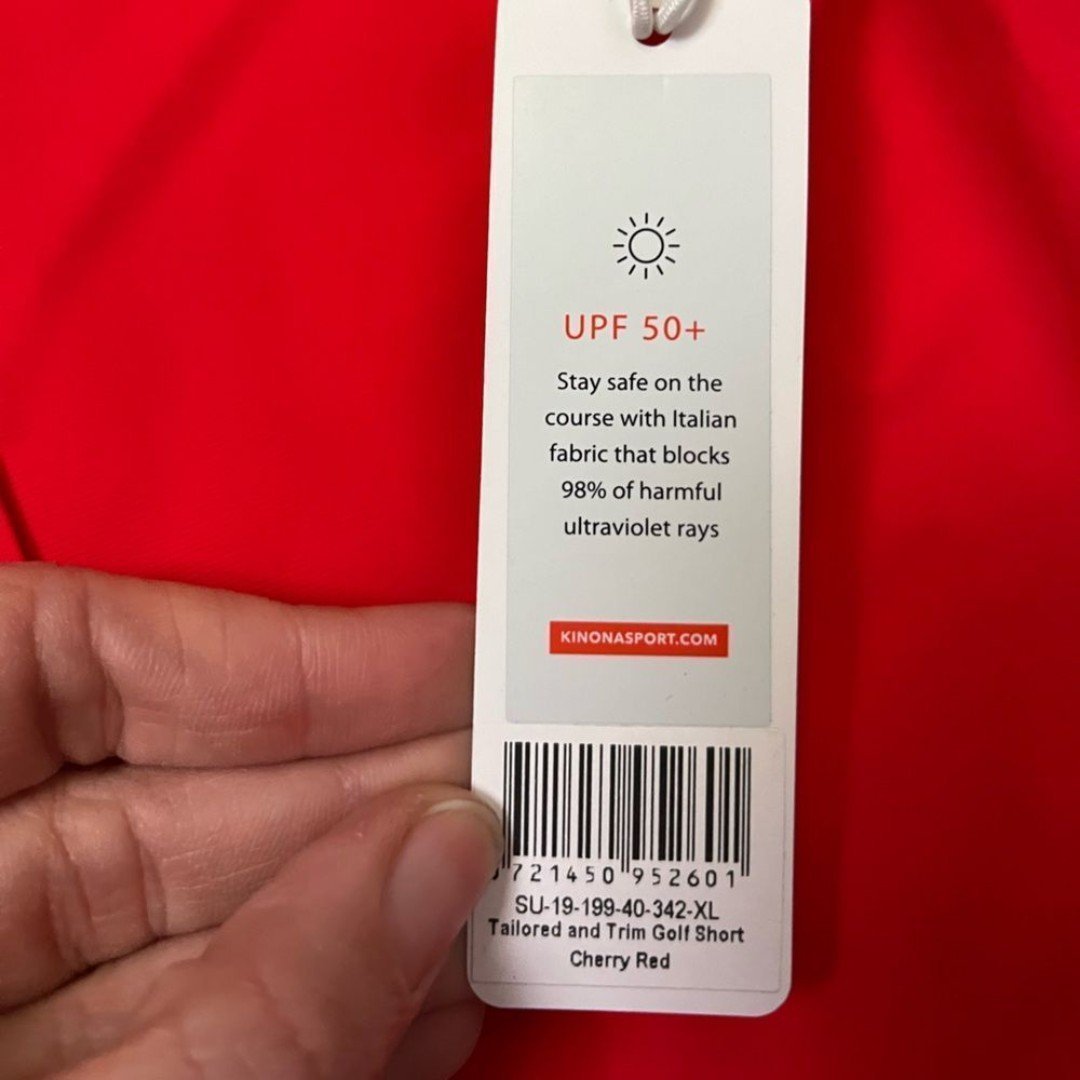 UPF 50+
Stay safe on the
course with Italian
fabric that blocks
98% of harmful
ultraviolet rays
KINONASPORT.COM
721450 952601
SU-19-199-40-342-XL
Tailored and Trim Golf Short
Cherry Red